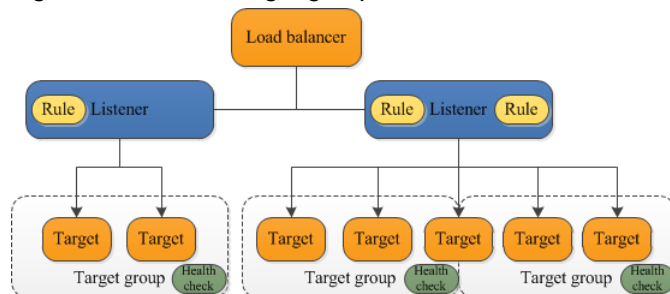 Load balancer
Rule Listener
Rule Listener Rule
Target Target
Target Target Target Target Target
Target group Health check
Target group Health check
Target group Health check